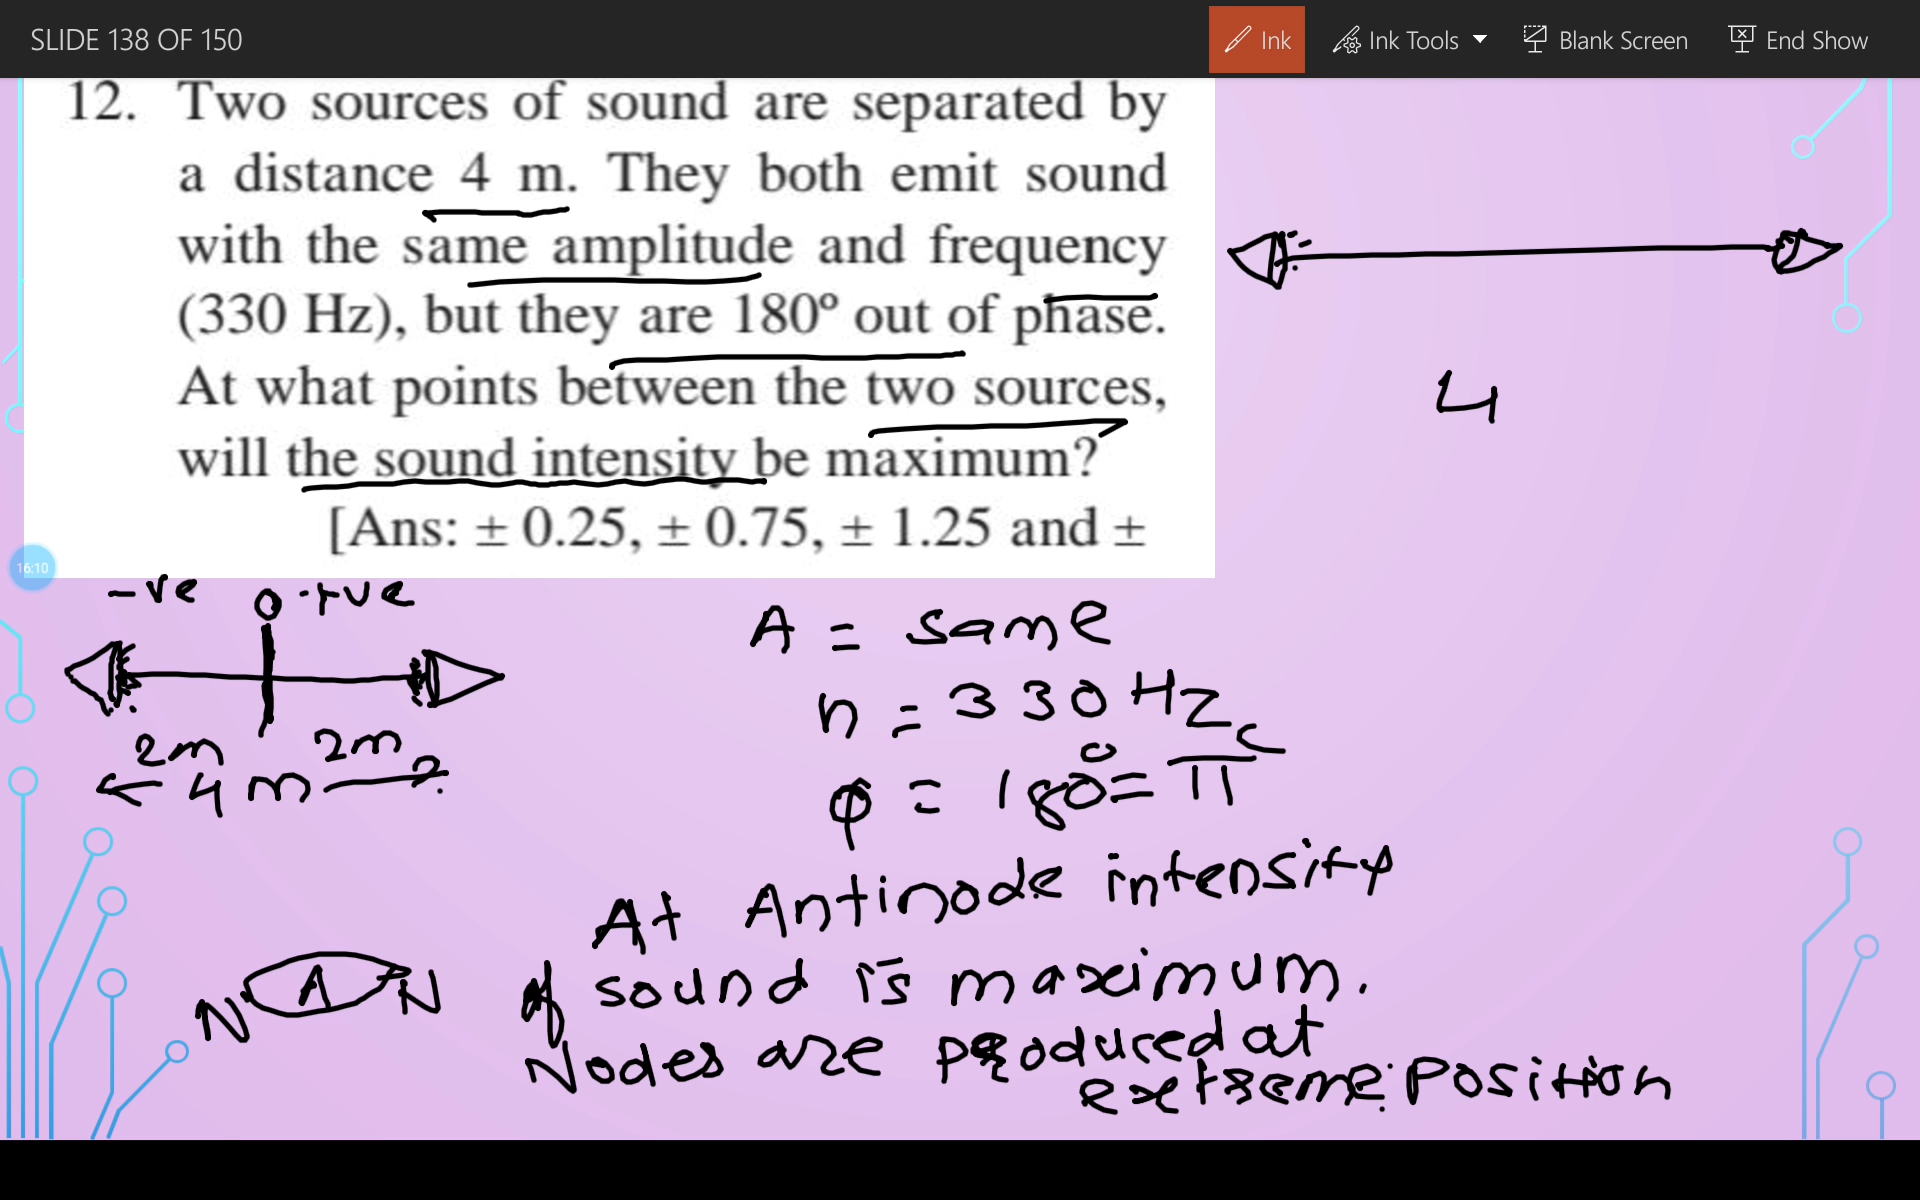 SLIDE 138 OF 150
Ink
Ink Tools
Blank Screen
End Show
12. Two sources of sound are separated by
a distance 4 m. They both emit sound
with the same amplitude and frequency
(330 Hz), but they are 180º out of phase.
At what points between the two sources,
will the sound intensity be maximum?
[Ans: ± 0.25, ± 0.75, ± 1.25 and ±
4
16:10
-ve 0 +ve
2m 2m
4 m
A = same
n = 330 Hz
φ = 180° = π c
At Antinode intensity
of sound is maximum.
Nodes are produced at
extreme position
N A N